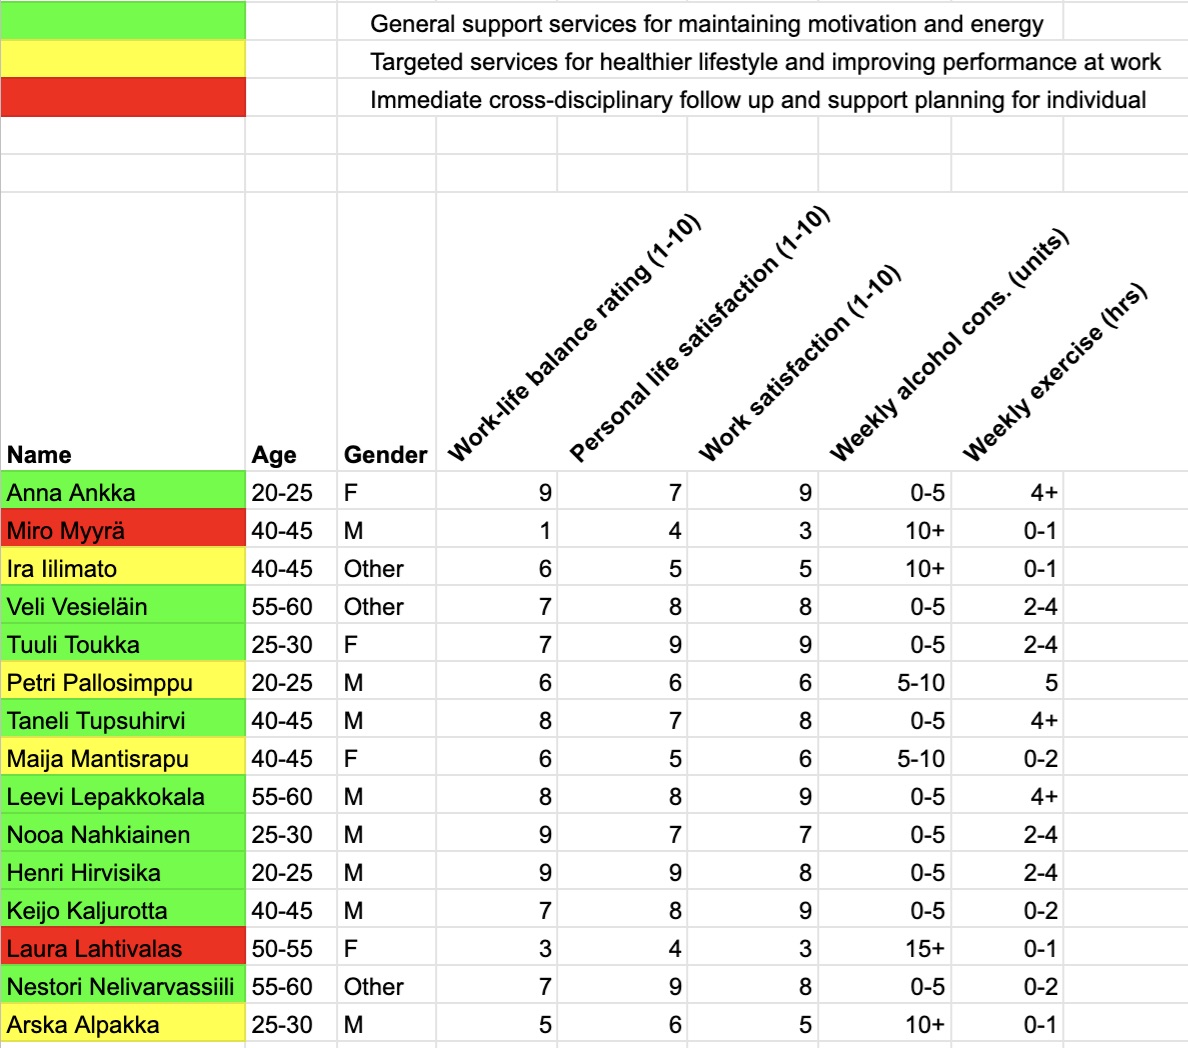 General support services for maintaining motivation and energy
Targeted services for healthier lifestyle and improving performance at work
Immediate cross-disciplinary follow up and support planning for individual
Name Age Gender Work-life balance rating (1-10) Personal life satisfaction (1-10) Work satisfaction (1-10) Weekly alcohol cons. (units) Weekly exercise (hrs)
Anna Ankka 20-25 F 9 7 9 0-5 4+
Miro Myyrä 40-45 M 1 4 3 10+ 0-1
Ira Iilimato 40-45 Other 6 5 5 10+ 0-1
Veli Vesieläin 55-60 Other 7 8 8 0-5 2-4
Tuuli Toukka 25-30 F 7 9 9 0-5 2-4
Petri Pallosimppu 20-25 M 6 6 6 5-10 5
Taneli Tupsuhirvi 40-45 M 8 7 8 0-5 4+
Maija Mantisrapu 40-45 F 6 5 6 5-10 0-2
Leevi Lepakkokala 55-60 M 8 8 9 0-5 4+
Nooa Nahkiainen 25-30 M 9 7 7 0-5 2-4
Henri Hirvisika 20-25 M 9 9 8 0-5 2-4
Keijo Kaljurotta 40-45 M 7 8 9 0-5 0-2
Laura Lahtivalas 50-55 F 3 4 3 15+ 0-1
Nestori Nelivarvassiili 55-60 Other 7 9 8 0-5 0-2
Arska Alpakka 25-30 M 5 6 5 10+ 0-1